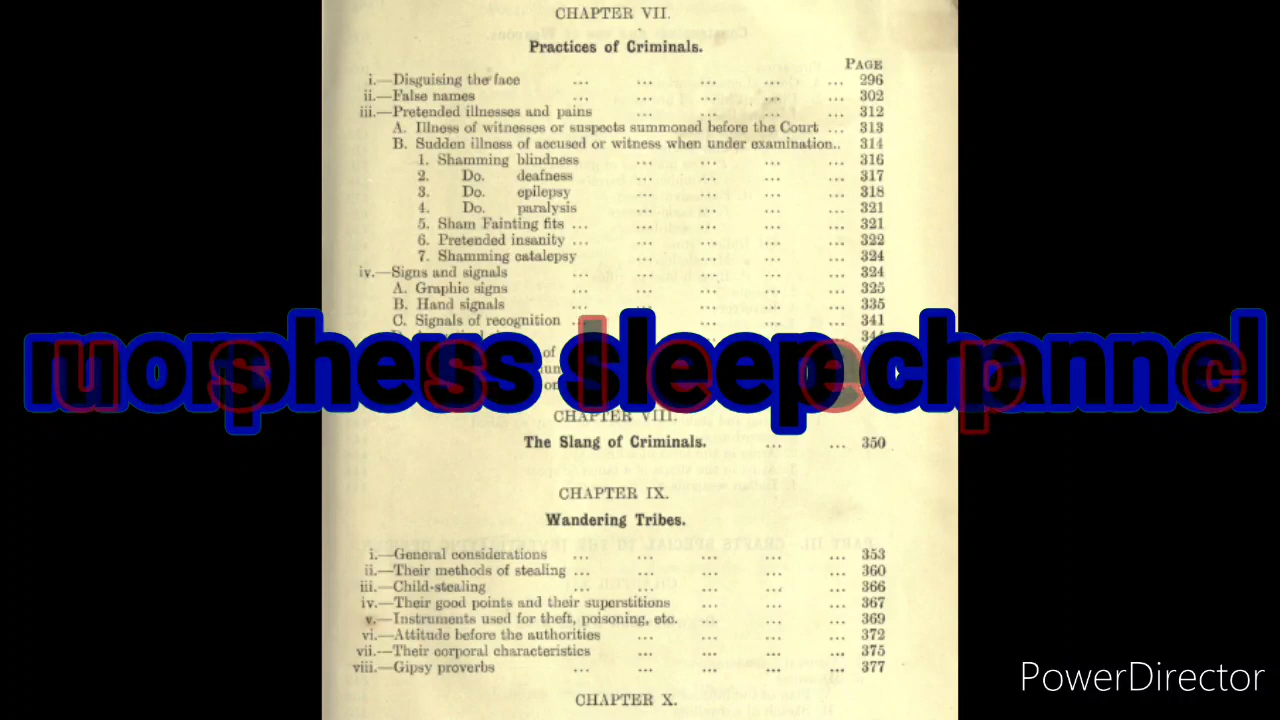 CHAPTER VII.
Practices of Criminals.
PAGE
i.—Disguising the face ... ... ... ... ... 296
ii.—False names ... ... ... ... ... 302
iii.—Pretended illnesses and pains ... ... ... ... 312
A. Illness of witnesses or suspects summoned before the Court ... 313
B. Sudden illness of accused or witness when under examination.. 314
1. Shamming blindness ... ... ... ... 316
2. Do. deafness ... ... ... ... 317
3. Do. epilepsy ... ... ... ... 318
4. Do. paralysis ... ... ... ... 321
5. Sham Fainting fits ... ... ... ... ... 321
6. Pretended insanity ... ... ... ... ... 322
7. Shamming catalepsy ... ... ... ... 324
iv.—Signs and signals ... ... ... ... ... 324
A. Graphic signs ... ... ... ... ... 325
B. Hand signals ... ... ... ... ... 335
C. Signals of recognition ... ... ... ... ... 341
morphess sleep channel
of
CHAPTER VIII.
The Slang of Criminals. ... ... 350
CHAPTER IX.
Wandering Tribes.
i.—General considerations ... ... ... ... ... 353
ii.—Their methods of stealing ... ... ... ... ... 360
iii.—Child-stealing ... ... ... ... ... 366
iv.—Their good points and their superstitions ... ... ... 367
v.—Instruments used for theft, poisoning, etc. ... ... ... 369
vi.—Attitude before the authorities ... ... ... ... 372
vii.—Their corporal characteristics ... ... ... ... 375
viii.—Gipsy proverbs ... ... ... ... ... 377
CHAPTER X.
PowerDirector